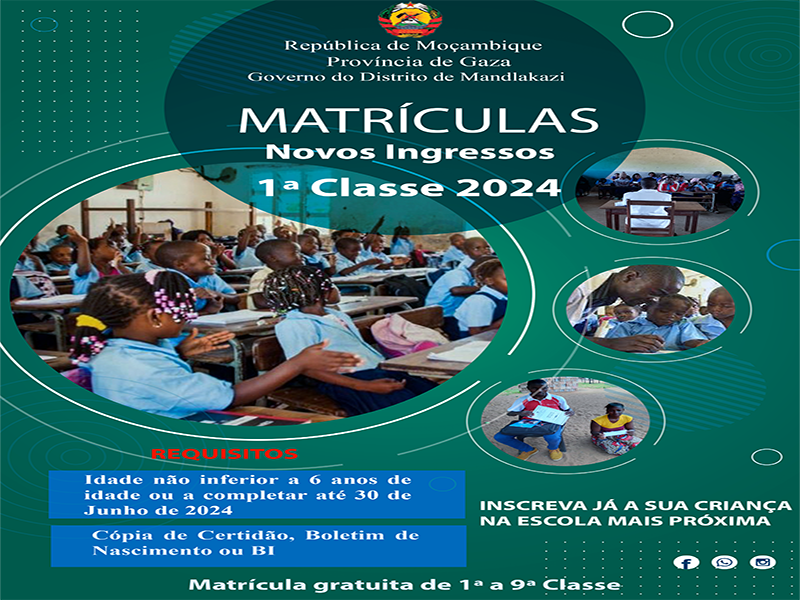 República de Moçambique
Província de Gaza
Governo do Distrito de Mandlakazi
MATRÍCULAS
Novos Ingressos
1ª Classe 2024
REQUISITOS
Idade não inferior a 6 anos de
idade ou a completar até 30 de
Junho de 2024
Cópia de Certidão, Boletim de
Nascimento ou BI
INSCREVA JÁ A SUA CRIANÇA
NA ESCOLA MAIS PRÓXIMA
Matrícula gratuita de 1ª a 9ª Classe